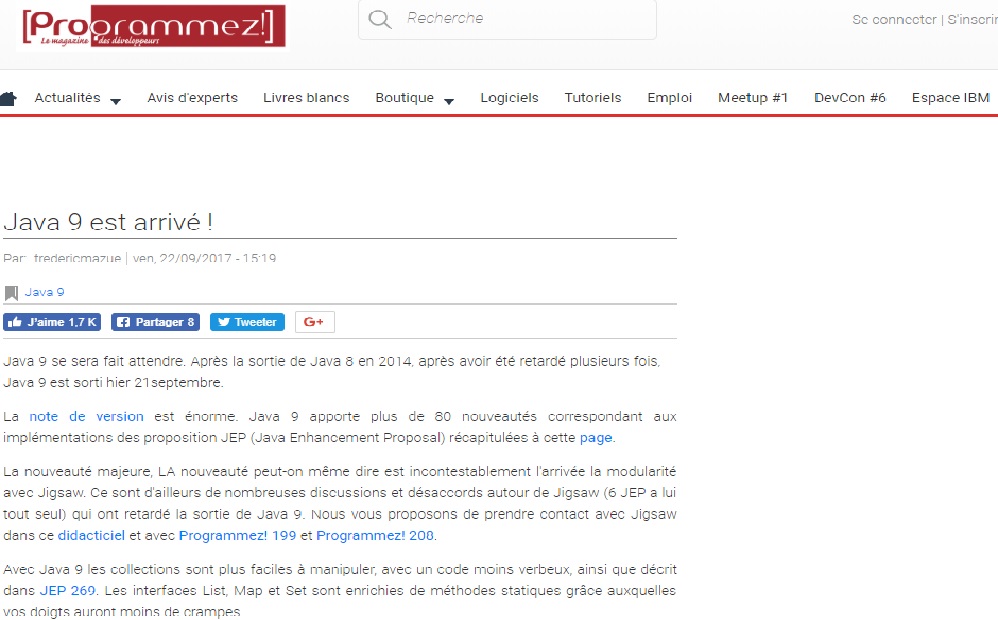 [Programmez!]
Le magazine des développeurs
Recherche
Se connecter | S'inscrir
Actualités
Avis d'experts
Livres blancs
Boutique
Logiciels
Tutoriels
Emploi
Meetup #1
DevCon #6
Espace IBM
Java 9 est arrivé !
Par: fredericmazue | ven, 22/09/2017 - 15:19
Java 9
J'aime 1,7 K
Partager 8
Tweeter
G+
Java 9 se sera fait attendre. Après la sortie de Java 8 en 2014, après avoir été retardé plusieurs fois,
Java 9 est sorti hier 21septembre.
La note de version est énorme. Java 9 apporte plus de 80 nouveautés correspondant aux
implémentations des proposition JEP (Java Enhancement Proposal) récapitulées à cette page.
La nouveauté majeure, LA nouveauté peut-on même dire est incontestablement l'arrivée la modularité
avec Jigsaw. Ce sont d'ailleurs de nombreuses discussions et désaccords autour de Jigsaw (6 JEP a lui
tout seul) qui ont retardé la sortie de Java 9!. Nous vous proposons de prendre contact avec Jigsaw
dans ce didacticiel et avec Programmez! 199 et Programmez! 208.
Avec Java 9 les collections sont plus faciles à manipuler, avec un code moins verbeux, ainsi que décrit
dans JEP 269. Les interfaces List, Map et Set sont enrichies de méthodes statiques grâce auxquelles
vos doigts auront moins de crampes